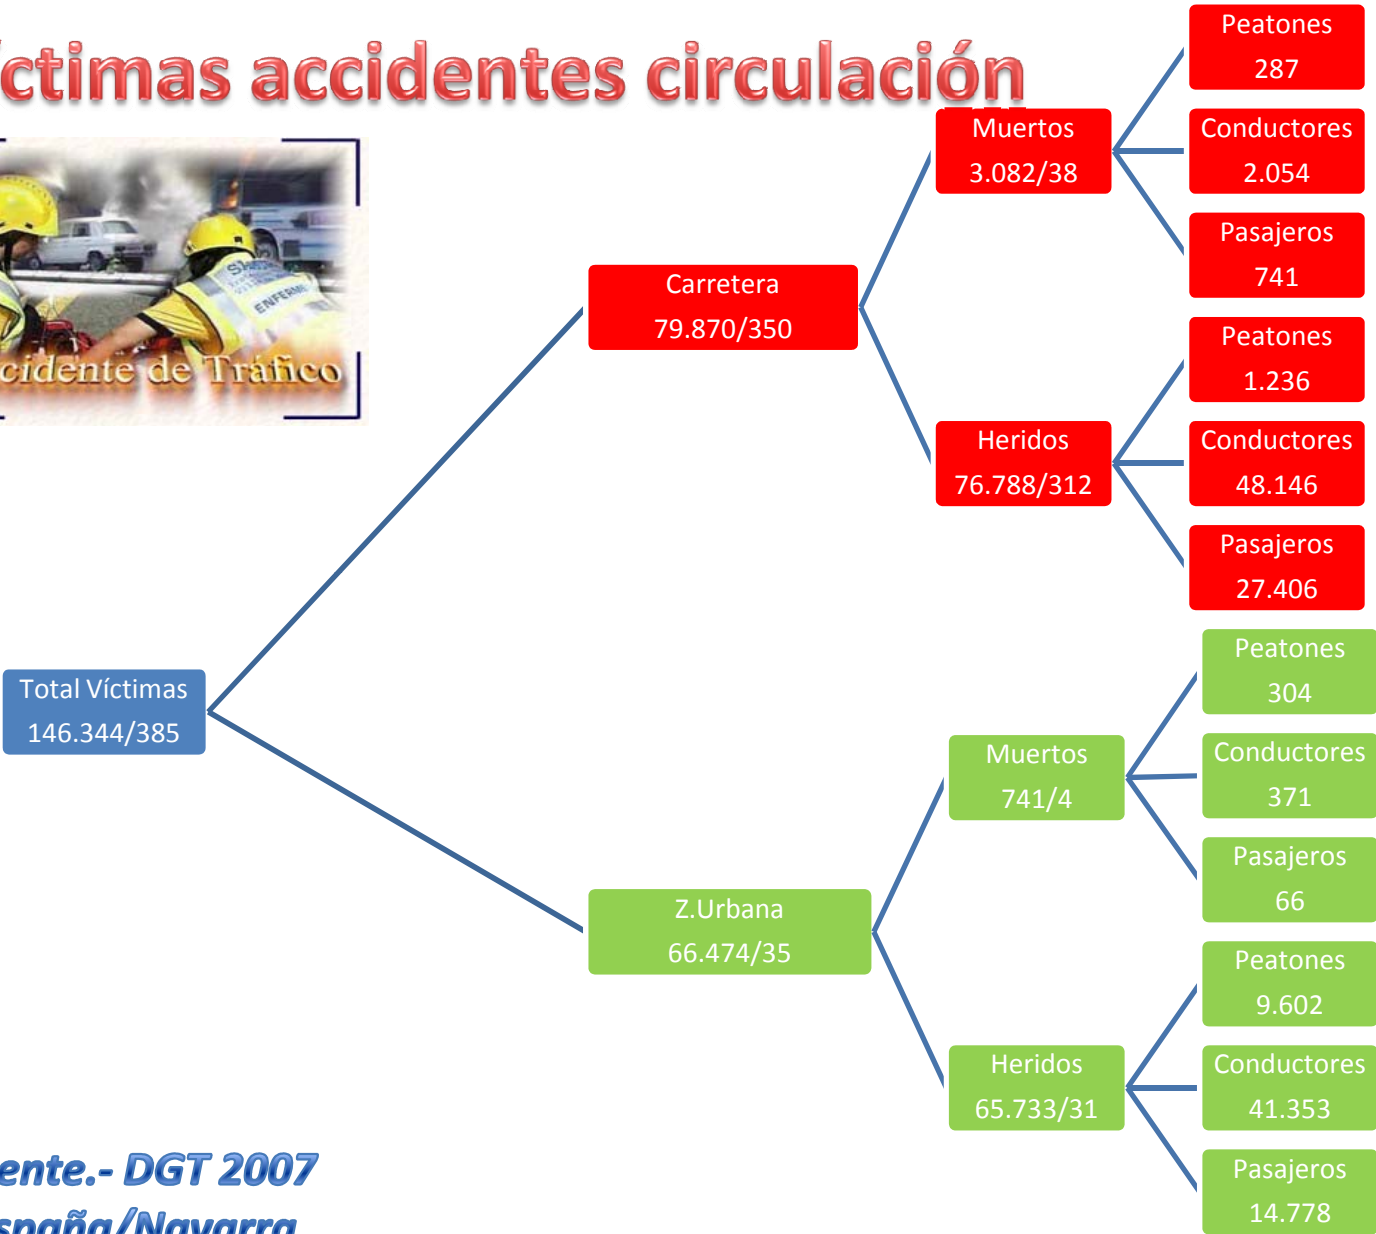 ctimas accidentes circulación
cidente de Tráfico
Total Víctimas
146.344/385
Carretera
79.870/350
Muertos
3.082/38
Peatones
287
Conductores
2.054
Pasajeros
741
Heridos
76.788/312
Peatones
1.236
Conductores
48.146
Pasajeros
27.406
Z.Urbana
66.474/35
Muertos
741/4
Peatones
304
Conductores
371
Pasajeros
66
Heridos
65.733/31
Peatones
9.602
Conductores
41.353
Pasajeros
14.778
ente.- DGT 2007
spaña/Navarra